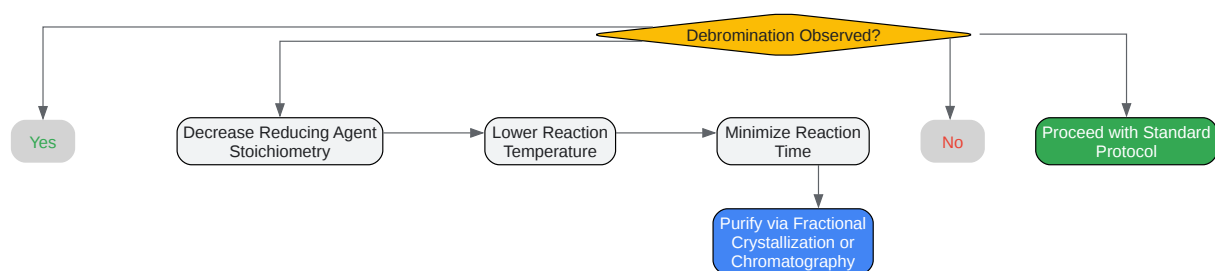 Debromination Observed?
Yes
Decrease Reducing Agent
Stoichiometry
Lower Reaction
Temperature
Minimize Reaction
Time
No
Proceed with Standard
Protocol
Purify via Fractional
Crystallization or
Chromatography